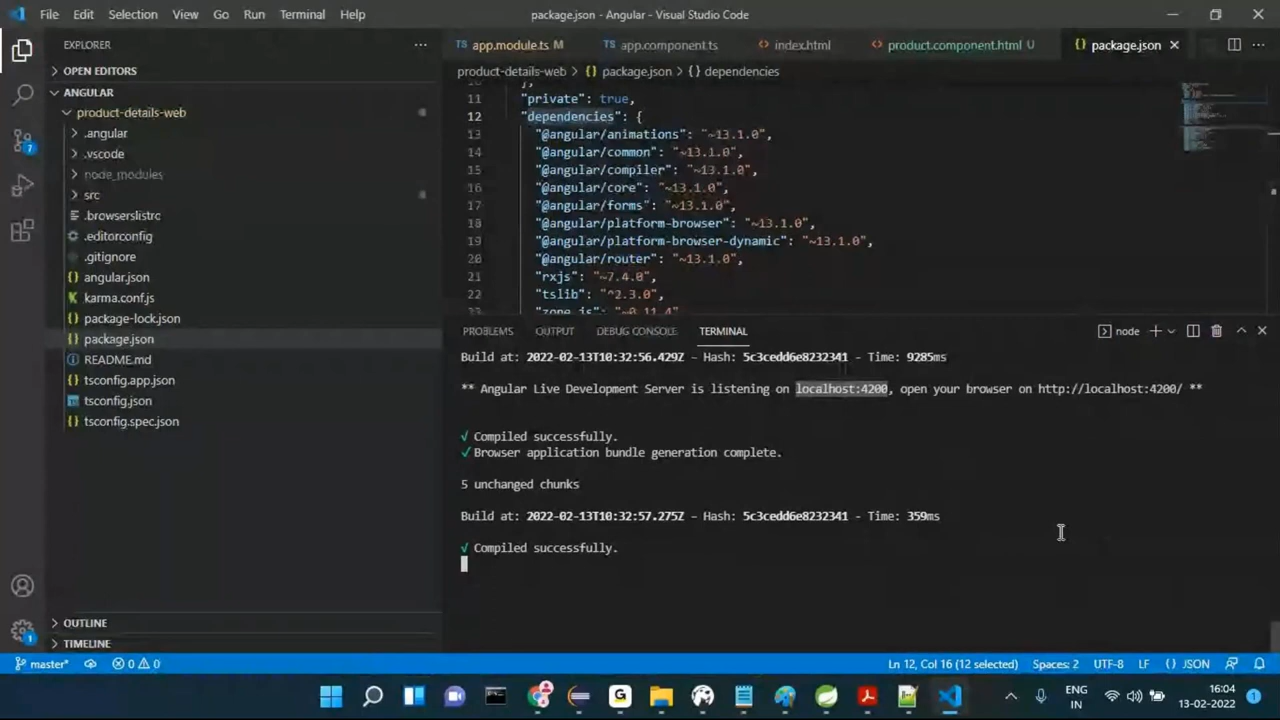 File Edit Selection View Go Run Terminal Help
package.json - Angular - Visual Studio Code
EXPLORER
OPEN EDITORS
ANGULAR
product-details-web
.angular
.vscode
node_modules
src
.browserslistrc
.editorconfig
.gitignore
angular.json
karma.conf.js
package-lock.json
package.json
README.md
tsconfig.app.json
tsconfig.json
tsconfig.spec.json
OUTLINE
TIMELINE
app.module.ts M
app.component.ts
index.html
product.component.html U
package.json
product-details-web > {} package.json > {} dependencies
11 "private": true,
12 "dependencies": {
13 "@angular/animations": "~13.1.0",
14 "@angular/common": "~13.1.0",
15 "@angular/compiler": "~13.1.0",
16 "@angular/core": "~13.1.0",
17 "@angular/forms": "~13.1.0",
18 "@angular/platform-browser": "~13.1.0",
19 "@angular/platform-browser-dynamic": "~13.1.0",
20 "@angular/router": "~13.1.0",
21 "rxjs": "~7.4.0",
22 "tslib": "^2.3.0",
23 "zone.js": "~0.11.4"
PROBLEMS OUTPUT DEBUG CONSOLE TERMINAL
node
Build at: 2022-02-13T10:32:56.429Z - Hash: 5c3cedd6e8232341 - Time: 9285ms
** Angular Live Development Server is listening on localhost:4200, open your browser on http://localhost:4200/ **
√ Compiled successfully.
✓ Browser application bundle generation complete.
5 unchanged chunks
Build at: 2022-02-13T10:32:57.275Z - Hash: 5c3cedd6e8232341 - Time: 359ms
√ Compiled successfully.
7
1
master* 0 0
Ln 12, Col 16 (12 selected) Spaces: 2 UTF-8 LF {} JSON
ENG
IN
16:04
13-02-2022
1